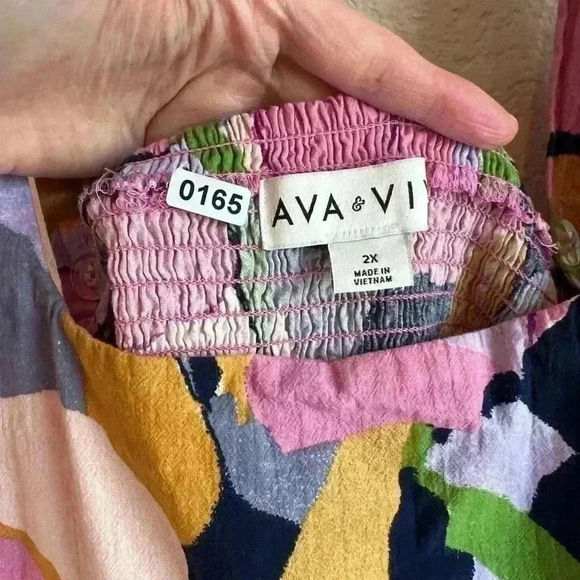 0165
AVA & VI
2X
MADE IN
VIETNAM